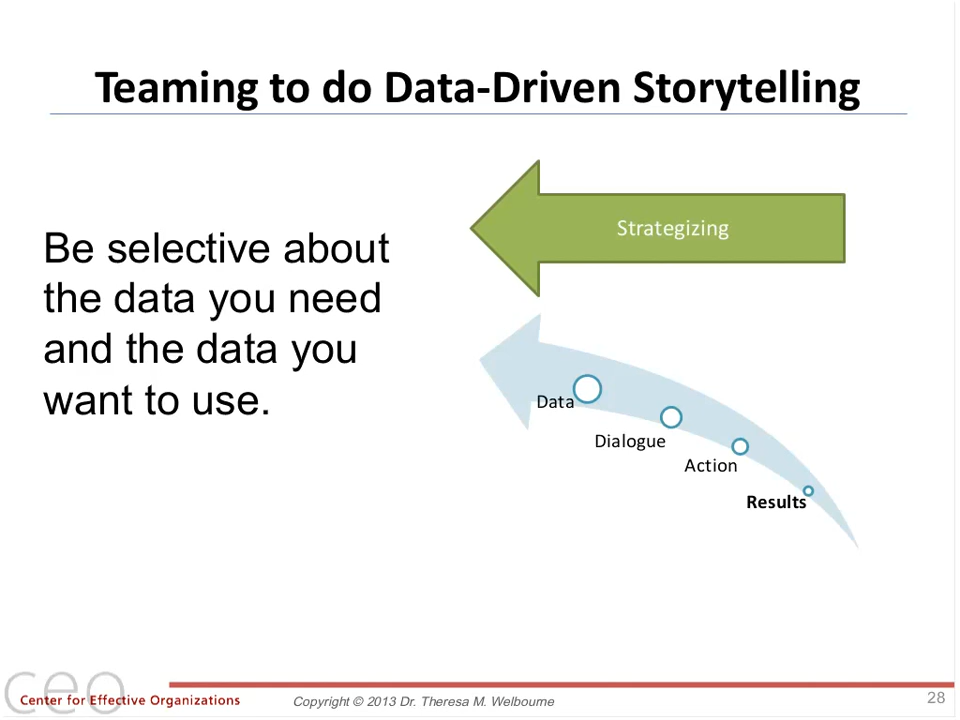 Teaming to do Data-Driven Storytelling
Be selective about
the data you need
and the data you
want to use.
Strategizing
Data
Dialogue
Action
Results
ceo
Center for Effective Organizations
Copyright © 2013 Dr. Theresa M. Welbourne
28